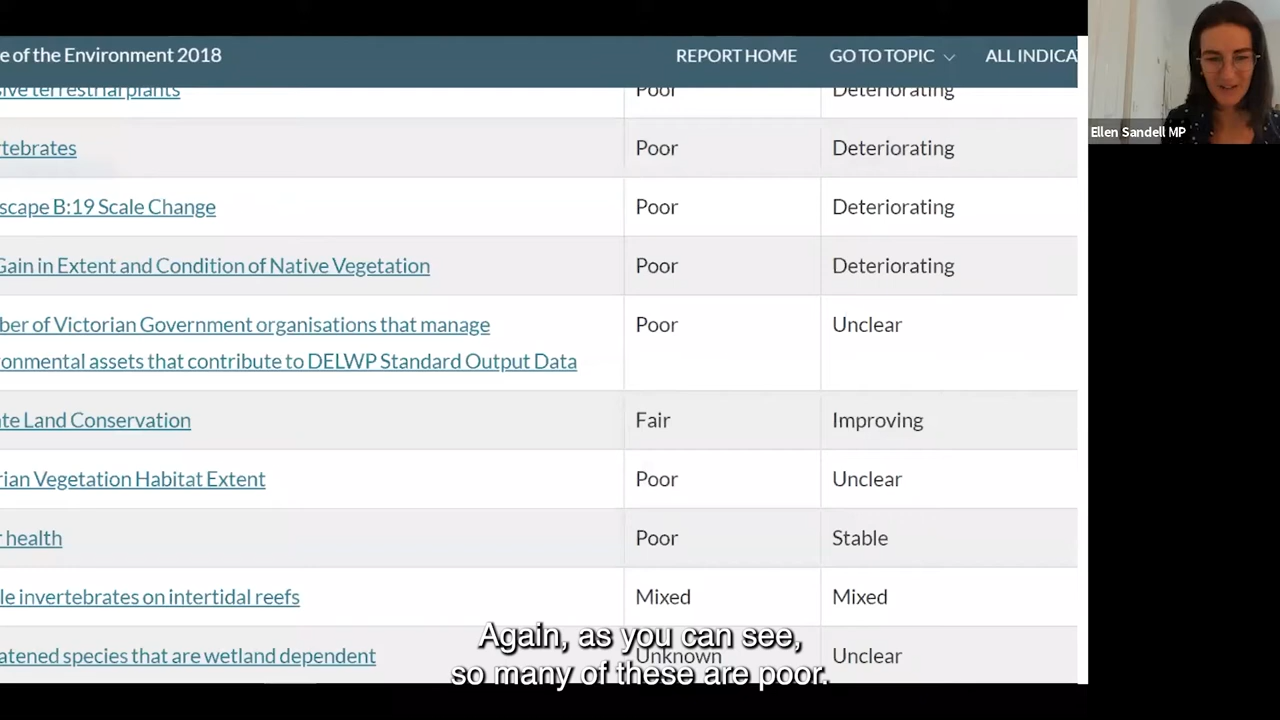 e of the Environment 2018 REPORT HOME GO TO TOPIC ALL INDICA
Ellen Sandell MP
sive terrestrial plants Poor Deteriorating
rtebrates Poor Deteriorating
scape B:19 Scale Change Poor Deteriorating
Gain in Extent and Condition of Native Vegetation Poor Deteriorating
ber of Victorian Government organisations that manage Poor Unclear
onmental assets that contribute to DELWP Standard Output Data
te Land Conservation Fair Improving
rian Vegetation Habitat Extent Poor Unclear
r health Poor Stable
le invertebrates on intertidal reefs Mixed Mixed
atened species that are wetland dependent Unknown Unclear
Again, as you can see,
so many of these are poor.